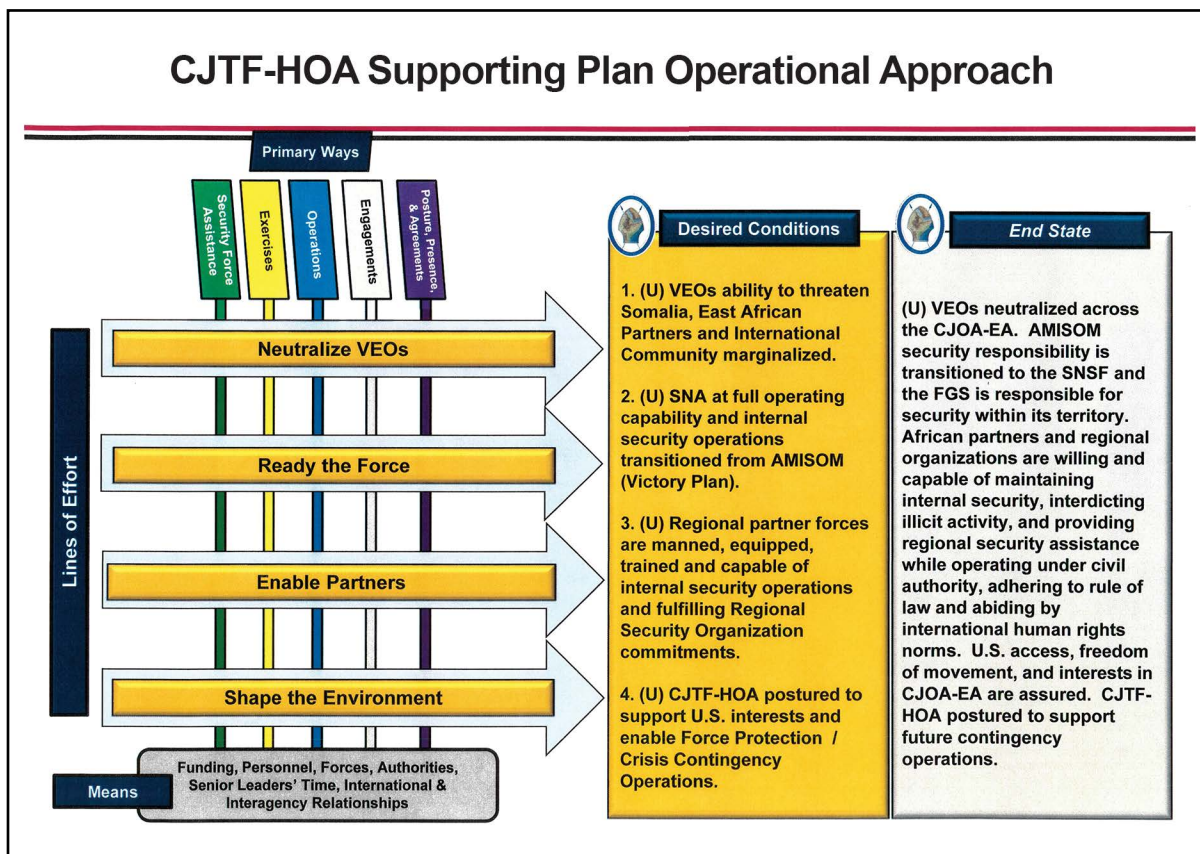 CJTF-HOA Supporting Plan Operational Approach
Primary Ways
Security Force
Assistance
Exercises
Operations
Engagements
Posture, Presence,
& Agreements
Lines of Effort
Neutralize VEOs
Ready the Force
Enable Partners
Shape the Environment
Means
Funding, Personnel, Forces, Authorities,
Senior Leaders' Time, International &
Interagency Relationships
Desired Conditions
1. (U) VEOs ability to threaten
Somalia, East African
Partners and International
Community marginalized.
2. (U) SNA at full operating
capability and internal
security operations
transitioned from AMISOM
(Victory Plan).
3. (U) Regional partner forces
are manned, equipped,
trained and capable of
internal security operations
and fulfilling Regional
Security Organization
commitments.
4. (U) CJTF-HOA postured to
support U.S. interests and
enable Force Protection /
Crisis Contingency
Operations.
End State
(U) VEOs neutralized across
the CJOA-EA. AMISOM
security responsibility is
transitioned to the SNSF and
the FGS is responsible for
security within its territory.
African partners and regional
organizations are willing and
capable of maintaining
internal security, interdicting
illicit activity, and providing
regional security assistance
while operating under civil
authority, adhering to rule of
law and abiding by
international human rights
norms. U.S. access, freedom
of movement, and interests in
CJOA-EA are assured. CJTF-
HOA postured to support
future contingency
operations.